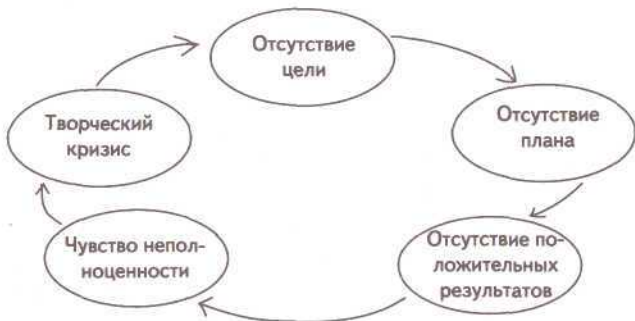 Отсутствие
цели
Отсутствие
плана
Отсутствие по-
ложительных
результатов
Чувство непол-
ноценности
Творческий
кризис